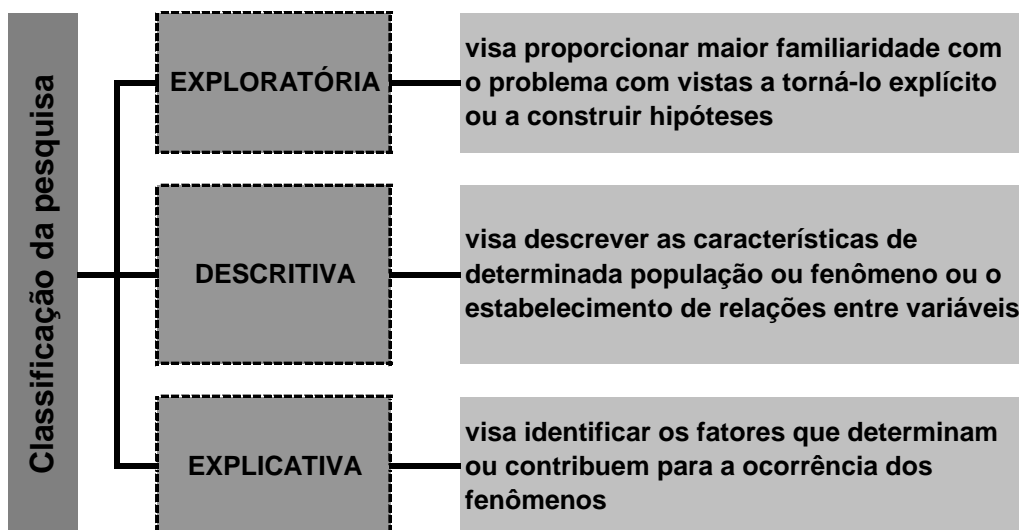 Classificação da pesquisa
EXPLORATÓRIA
visa proporcionar maior familiaridade com
o problema com vistas a torná-lo explícito
ou a construir hipóteses
DESCRITIVA
visa descrever as características de
determinada população ou fenômeno ou o
estabelecimento de relações entre variáveis
EXPLICATIVA
visa identificar os fatores que determinam
ou contribuem para a ocorrência dos
fenômenos